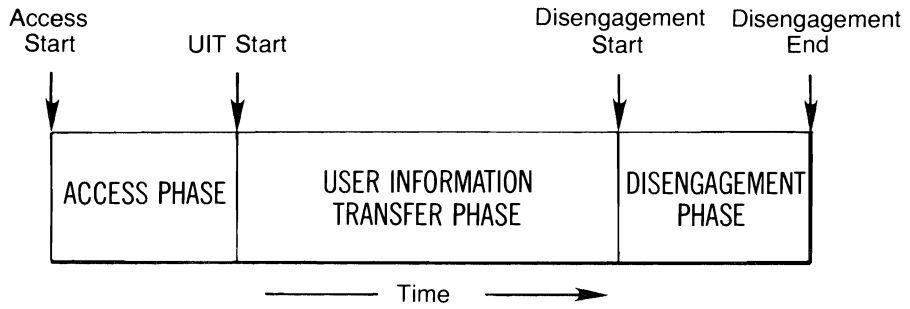 Access
Start
UIT Start
Disengagement
Start
Disengagement
End
ACCESS PHASE
USER INFORMATION
TRANSFER PHASE
DISENGAGEMENT
PHASE
Time